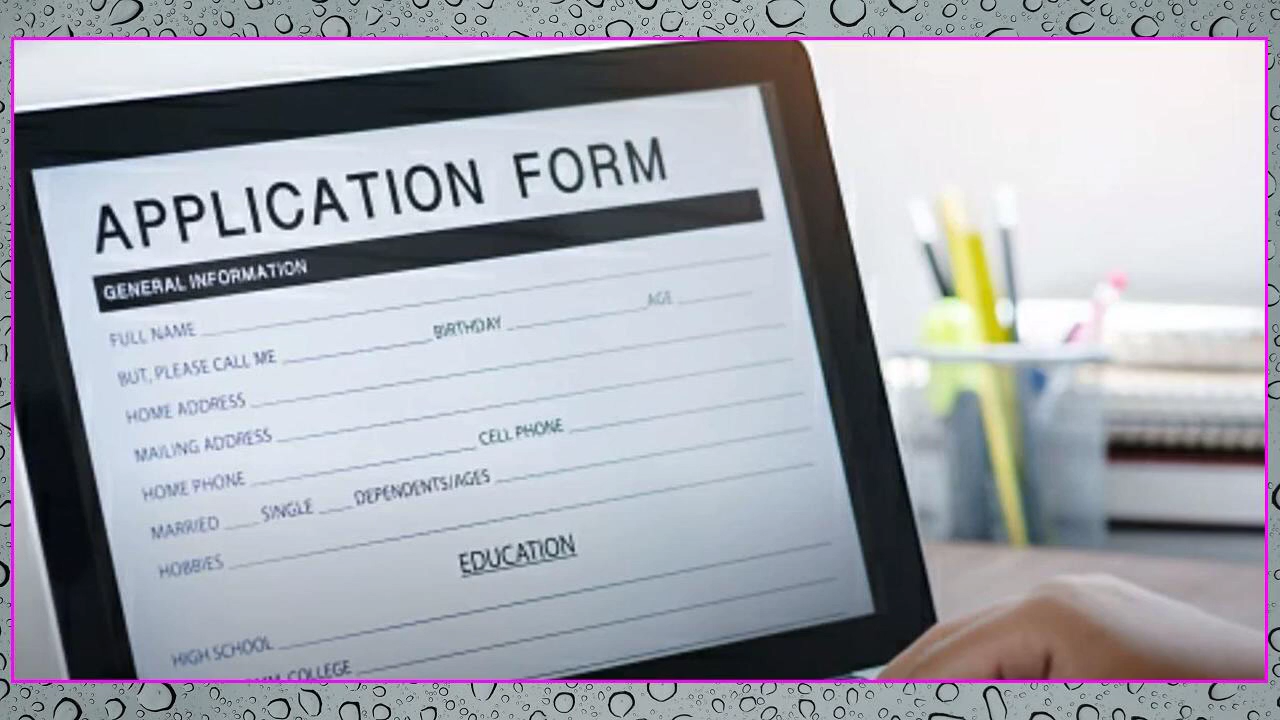 APPLICATION FORM
GENERAL INFORMATION
FULL NAME
BUT, PLEASE CALL ME BIRTHDAY AGE
HOME ADDRESS
MAILING ADDRESS
HOME PHONE CELL PHONE
MARRIED SINGLE DEPENDENTS/AGES
HOBBIES
EDUCATION
HIGH SCHOOL
COLLEGE